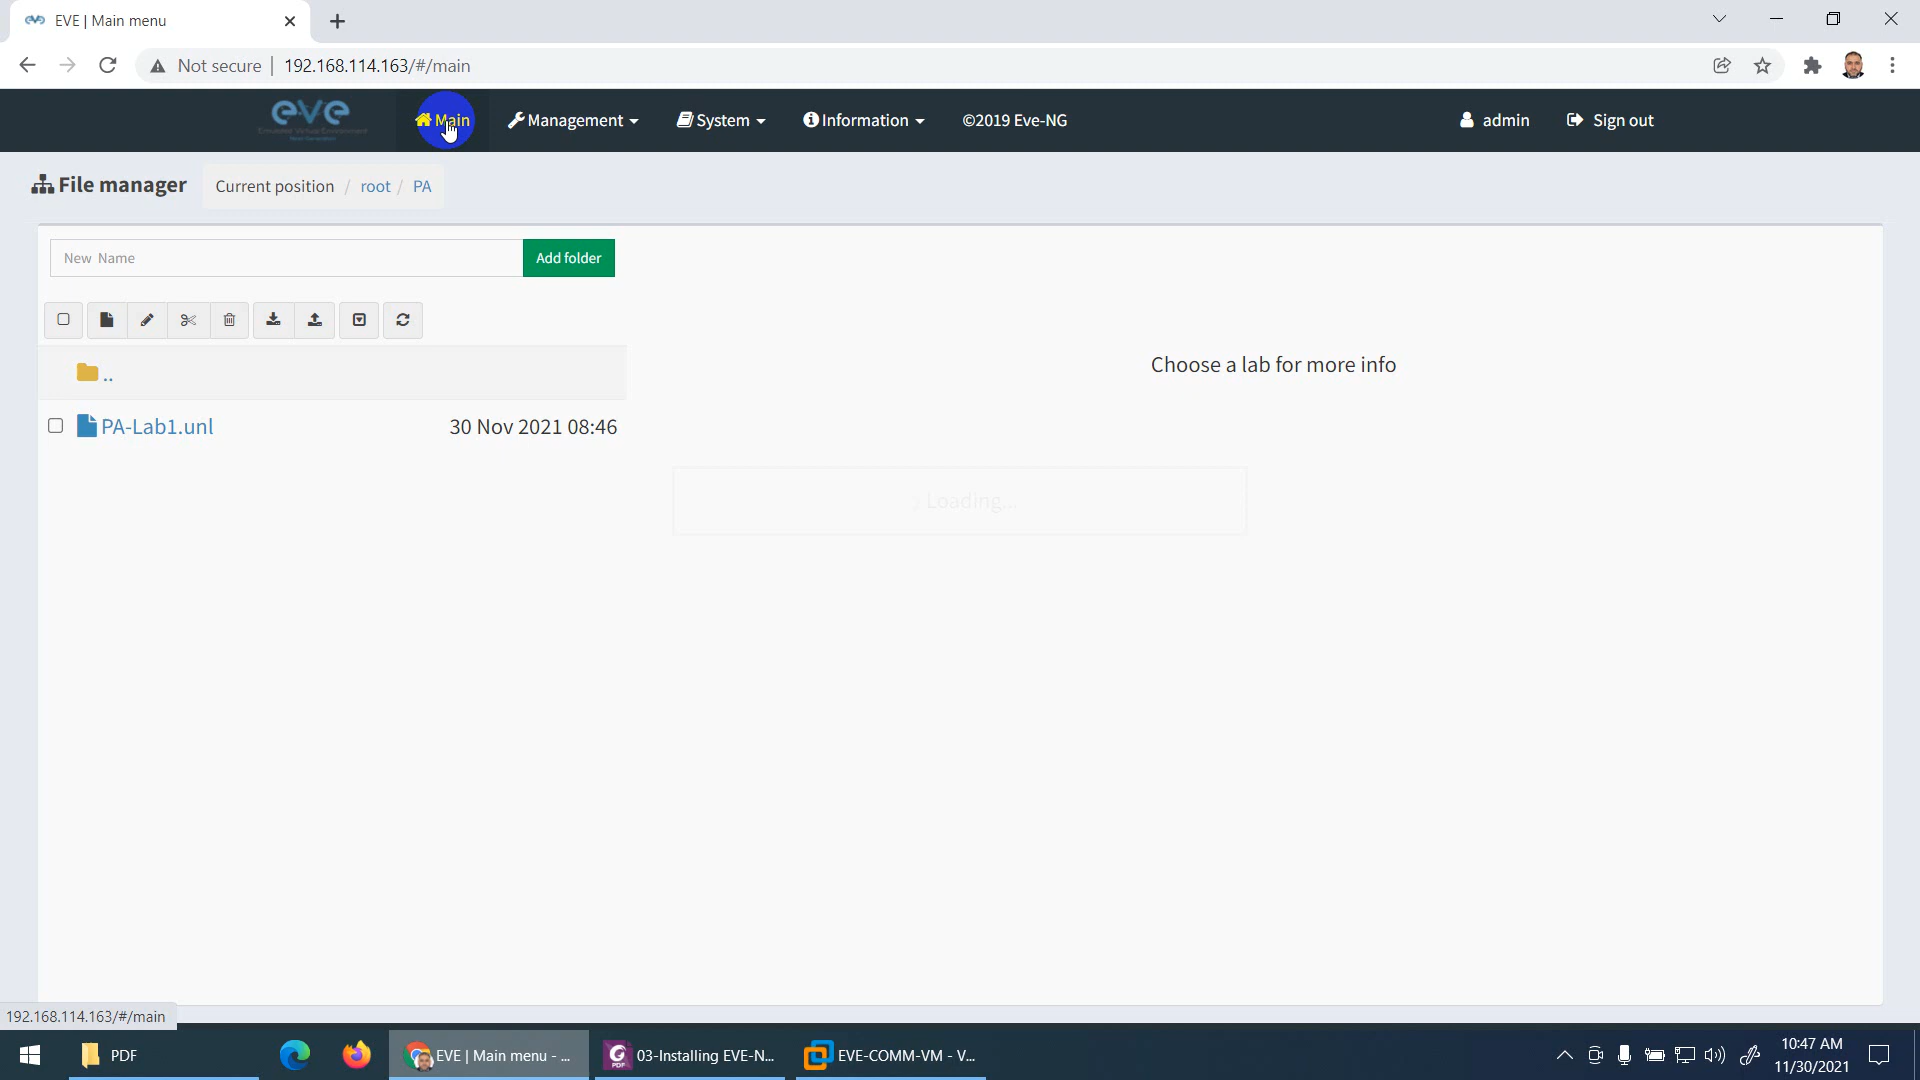 EVE | Main menu
Not secure
192.168.114.163/#/main
eve
Main
Management
System
Information
©2019 Eve-NG
admin
Sign out
File manager
Current position / root / PA
New Name
Add folder
..
PA-Lab1.unl
30 Nov 2021 08:46
Choose a lab for more info
Loading...
192.168.114.163/#/main
PDF
EVE | Main menu - ...
03-Installing EVE-N...
EVE-COMM-VM - V...
10:47 AM
11/30/2021